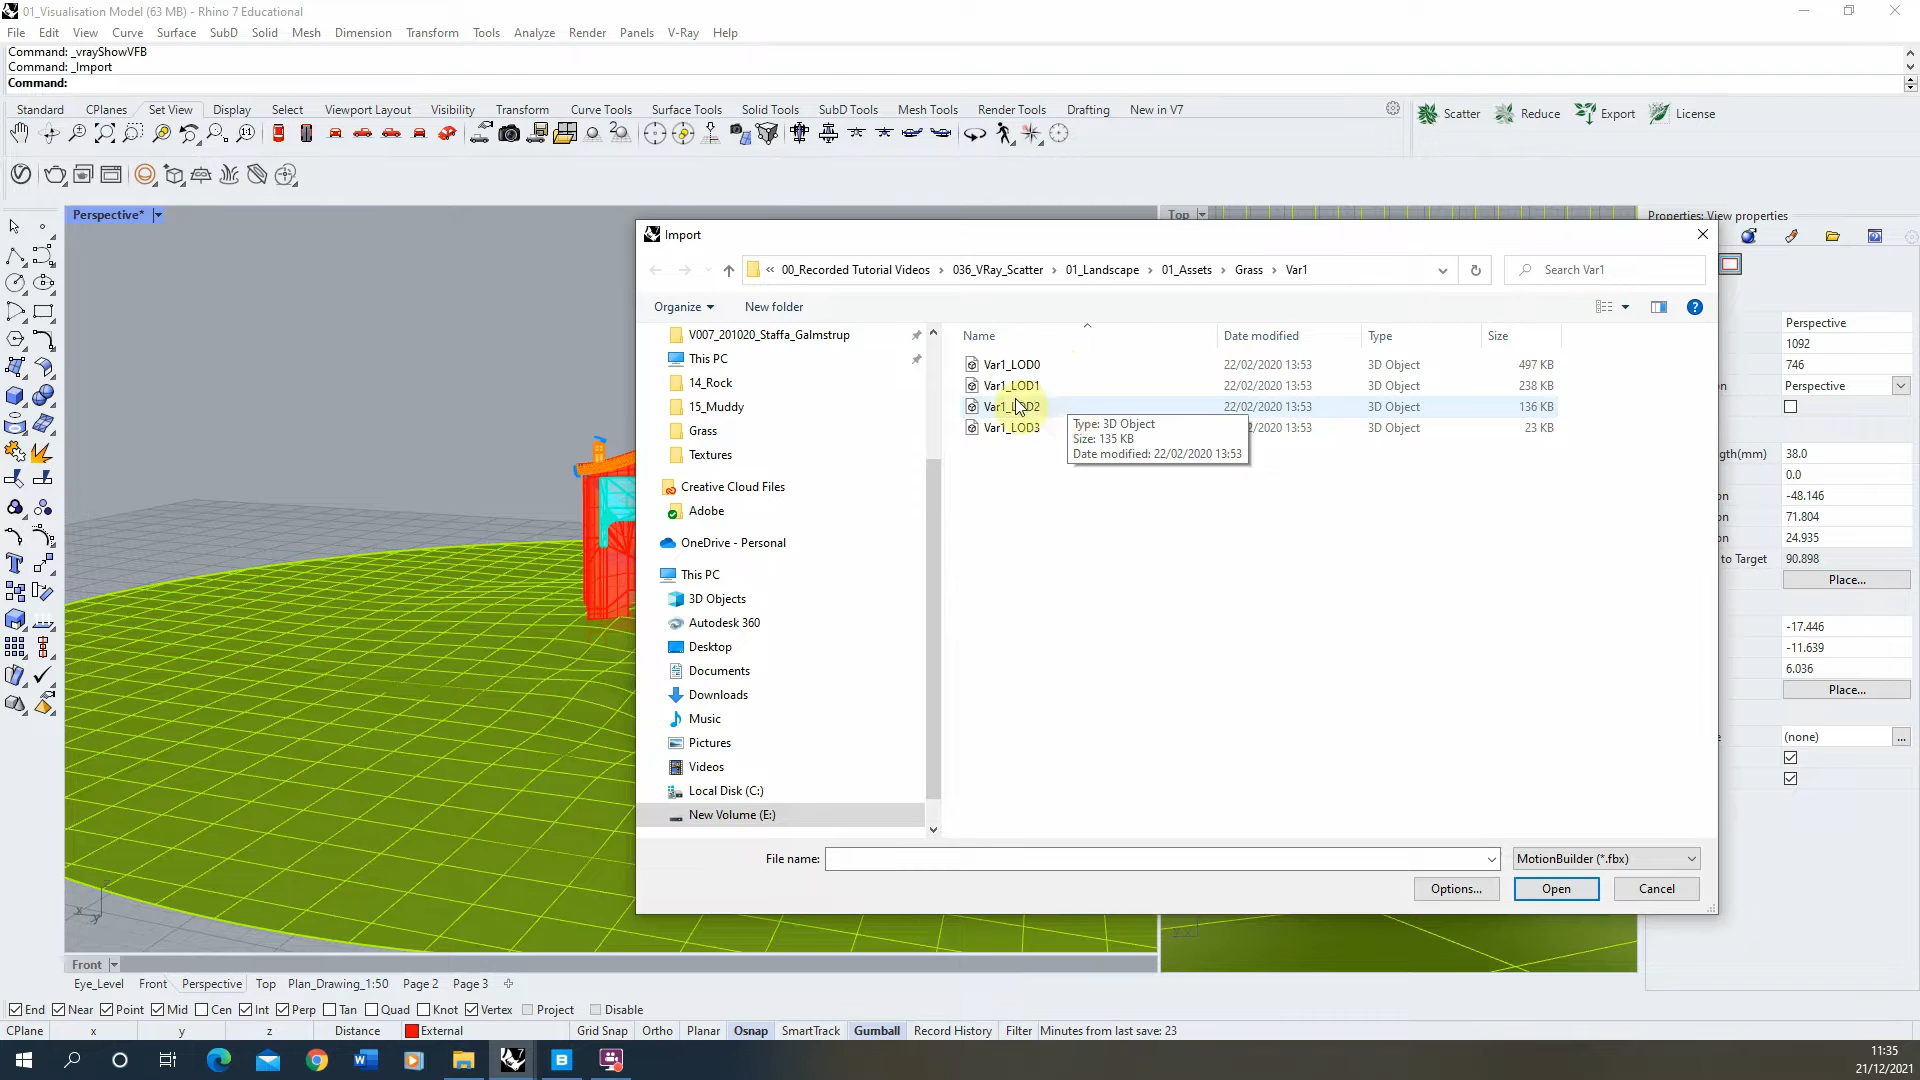 01_Visualisation Model (63 MB) - Rhino 7 Educational
File Edit View Curve Surface SubD Solid Mesh Dimension Transform Tools Analyze Render Panels V-Ray Help
Command: _vrayShowVFB
Command: _Import
Command:
Standard CPlanes Set View Display Select Viewport Layout Visibility Transform Curve Tools Surface Tools Solid Tools SubD Tools Mesh Tools Render Tools Drafting New in V7
Scatter Reduce Export License
Perspective*
Top
Properties: View properties
Import
« 00_Recorded Tutorial Videos › 036_VRay_Scatter › 01_Landscape › 01_Assets › Grass › Var1
Search Var1
Organize New folder
Name Date modified Type Size
V007_201020_Staffa_Galmstrup
This PC
14_Rock
15_Muddy
Grass
Textures
Creative Cloud Files
Adobe
OneDrive - Personal
This PC
3D Objects
Autodesk 360
Desktop
Documents
Downloads
Music
Pictures
Videos
Local Disk (C:)
New Volume (E:)
Var1_LOD0 22/02/2020 13:53 3D Object 497 KB
Var1_LOD1 22/02/2020 13:53 3D Object 238 KB
Var1_LOD2 22/02/2020 13:53 3D Object 136 KB
Var1_LOD3 2/2020 13:53 3D Object 23 KB
Type: 3D Object
Size: 135 KB
Date modified: 22/02/2020 13:53
File name:
MotionBuilder (*.fbx)
Options... Open Cancel
Perspective
1092
746
Perspective
gth(mm) 38.0
0.0
on -48.146
on 71.804
on 24.935
to Target 90.898
Place...
-17.446
-11.639
6.036
Place...
(none) ...
Front
Eye_Level Front Perspective Top Plan_Drawing_1:50 Page 2 Page 3
End Near Point Mid Cen Int Perp Tan Quad Knot Vertex Project Disable
CPlane x y z Distance External Grid Snap Ortho Planar Osnap SmartTrack Gumball Record History Filter Minutes from last save: 23
11:35
21/12/2021